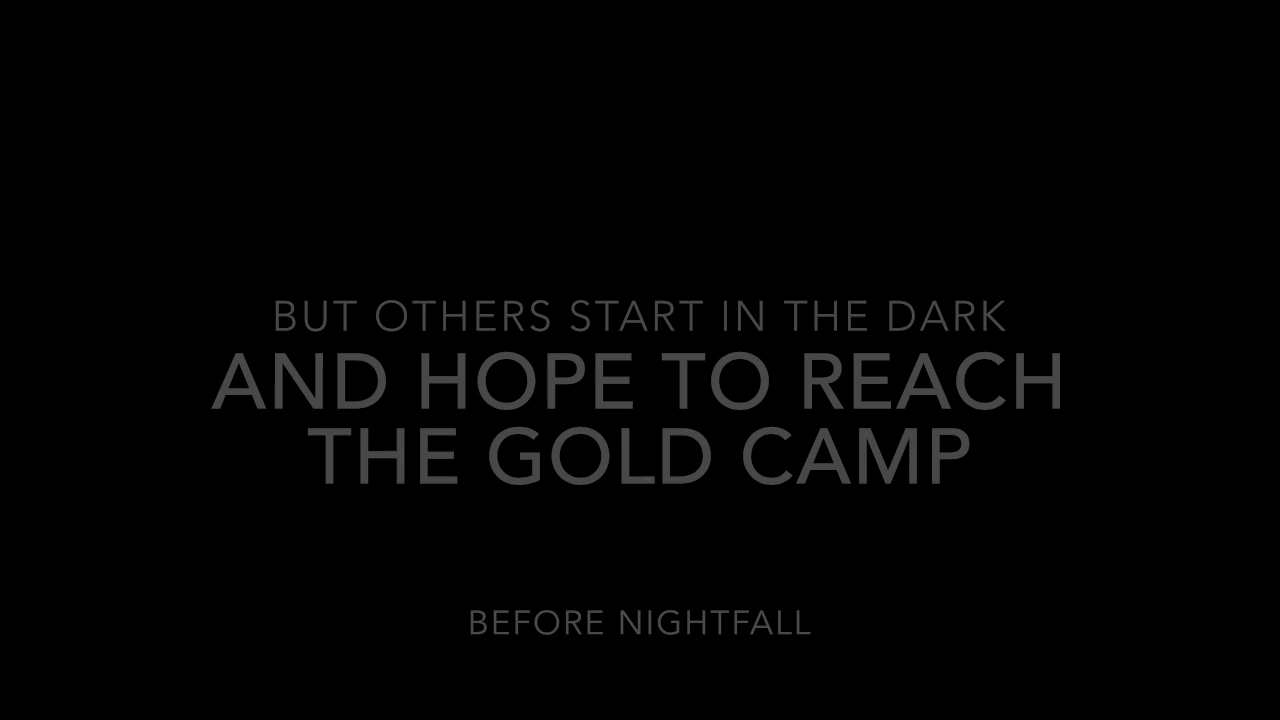 BUT OTHERS START IN THE DARK
AND HOPE TO REACH
THE GOLD CAMP
BEFORE NIGHTFALL